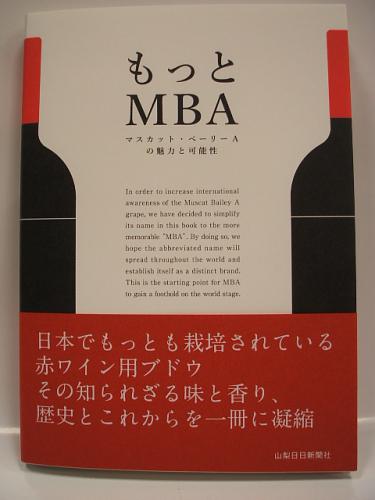 もっと
MBA
マスカット・ベーリーA
の魅力と可能性
In order to increase international
awareness of the Muscat Bailey A
grape, we have decided to simplify
its name in this book to the more
memorable "MBA". By doing so, we
hope the abbreviated name will
spread throughout the world and
establish itself as a distinct brand.
This is the starting point for MBA
to gain a foothold on the world stage.
日本でもっとも栽培されている
赤ワイン用ブドウ
その知られざる味と香り、
歴史とこれからを一冊に凝縮
山梨日日新聞社